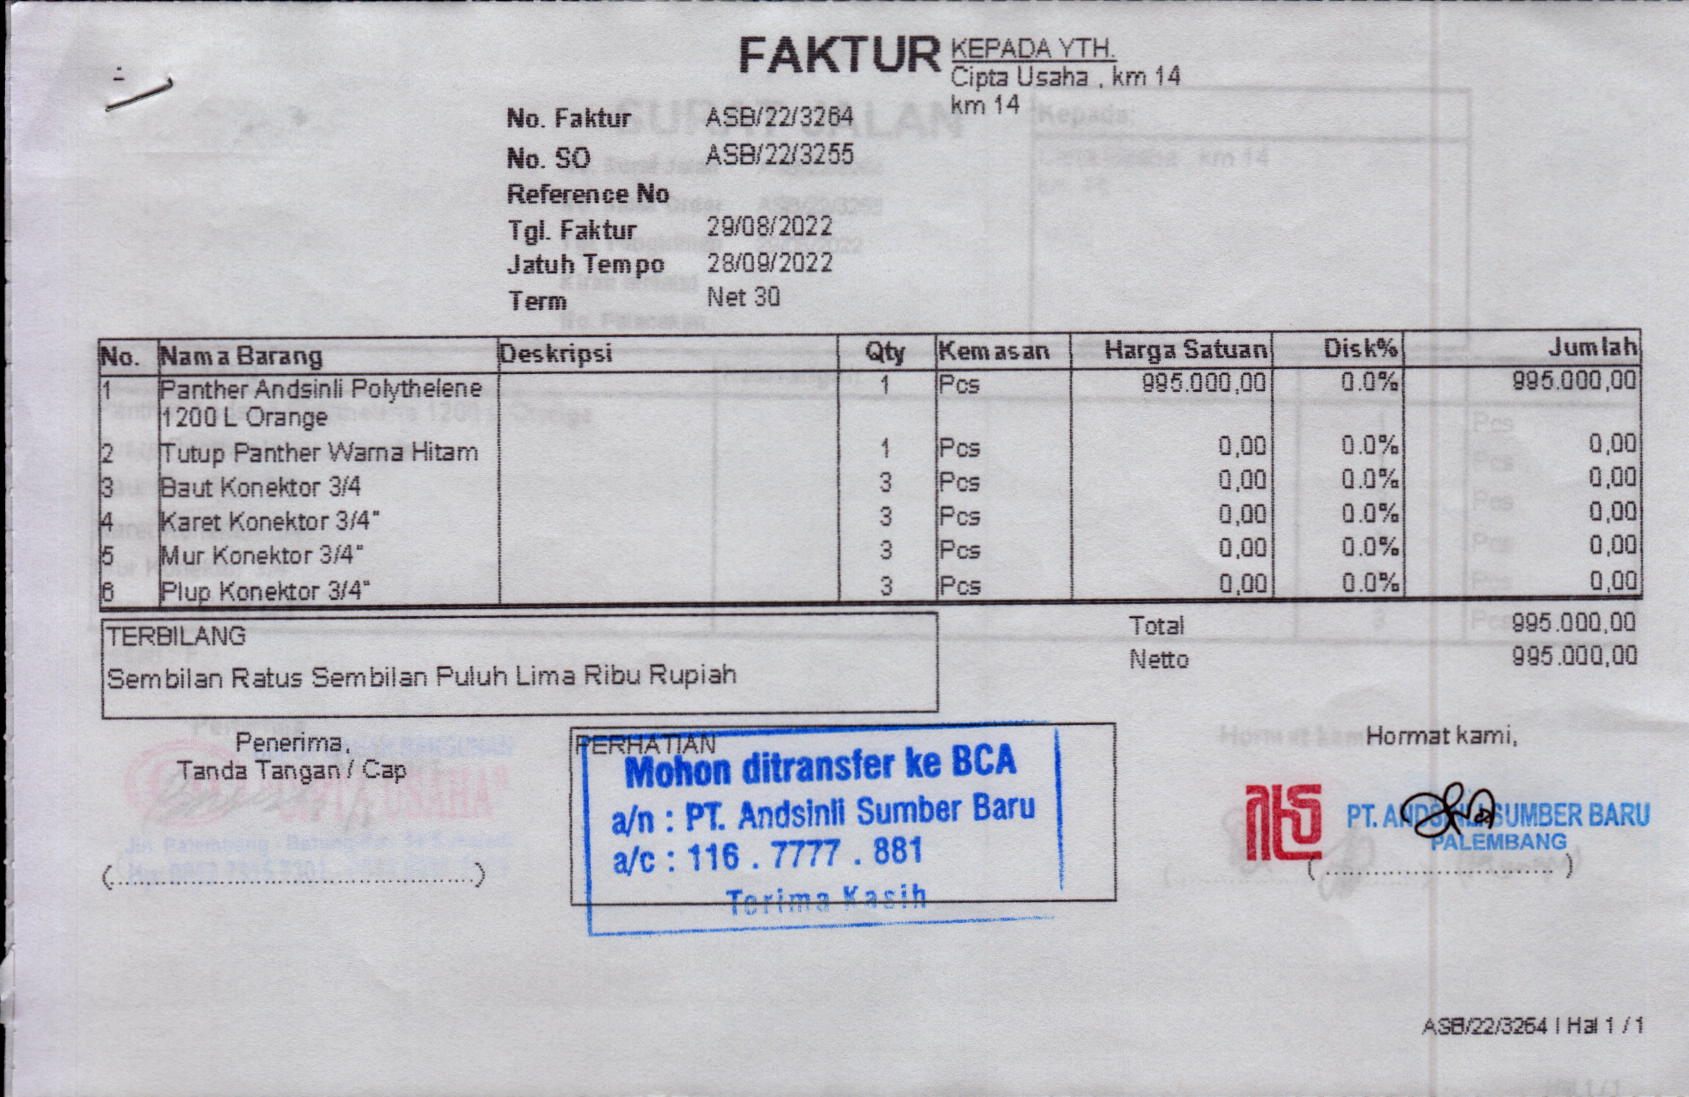 FAKTUR
KEPADA YTH.
Cipta Usaha , km 14
km 14
No. Faktur ASB/22/3264
No. SO ASB/22/3255
Reference No
Tgl. Faktur 29/08/2022
Jatuh Tempo 28/09/2022
Term Net 30
No. Nama Barang Deskripsi Qty Kemasan Harga Satuan Disk% Jumlah
1 Panther Andsinli Polythelene 1 Pcs 995.000,00 0.0% 995.000,00
1200 L Orange
2 Tutup Panther Warna Hitam 1 Pcs 0,00 0.0% 0,00
3 Baut Konektor 3/4 3 Pcs 0,00 0.0% 0,00
4 Karet Konektor 3/4" 3 Pcs 0,00 0.0% 0,00
5 Mur Konektor 3/4" 3 Pcs 0,00 0.0% 0,00
6 Plup Konektor 3/4" 3 Pcs 0,00 0.0% 0,00
TERBILANG
Sembilan Ratus Sembilan Puluh Lima Ribu Rupiah
Total 995.000,00
Netto 995.000,00
Penerima,
Tanda Tangan / Cap
(........................................)
PERHATIAN
Mohon ditransfer ke BCA
a/n : PT. Andsinli Sumber Baru
a/c : 116 . 7777 . 881
Terima Kasih
Hormat kami,
PT. ANDSINLI SUMBER BARU
PALEMBANG
(..........................)
ASB/22/3264 | Hal 1 / 1